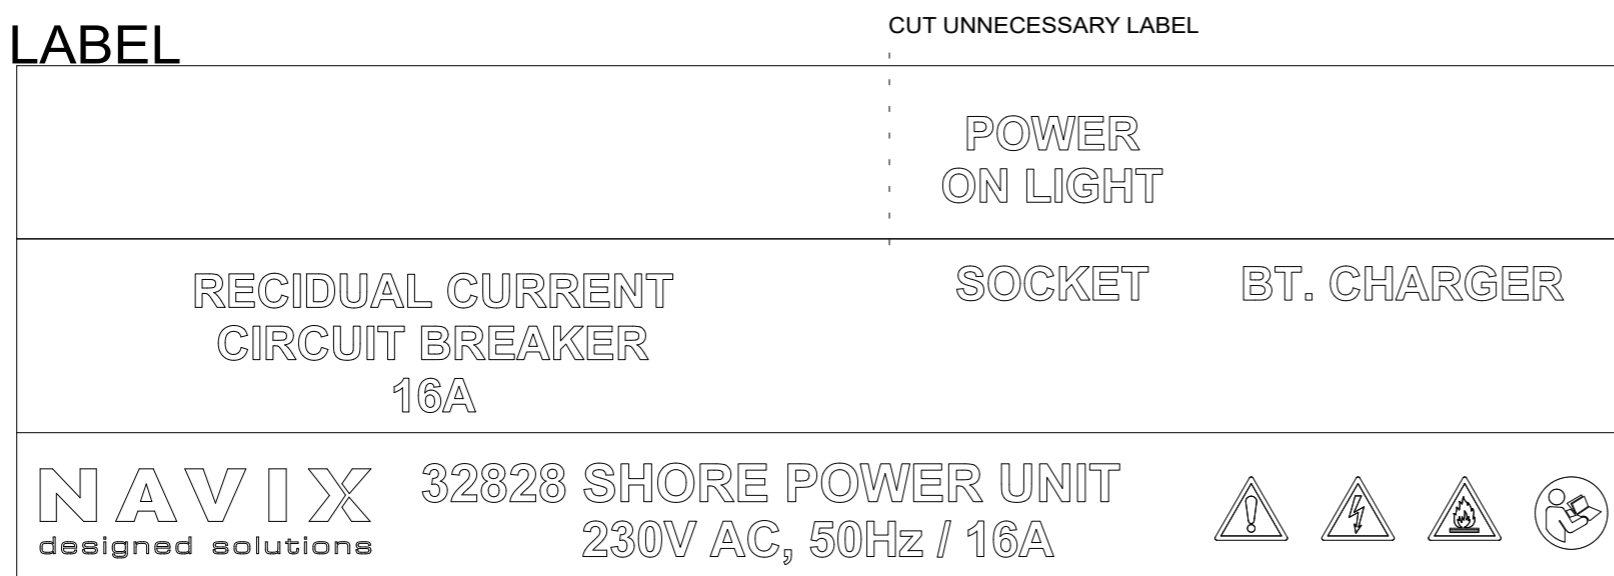 LABEL
CUT UNNECESSARY LABEL
POWER
ON LIGHT
RECIDUAL CURRENT
CIRCUIT BREAKER
16A
SOCKET
BT. CHARGER
NAVIX
designed solutions
32828 SHORE POWER UNIT
230V AC, 50Hz / 16A